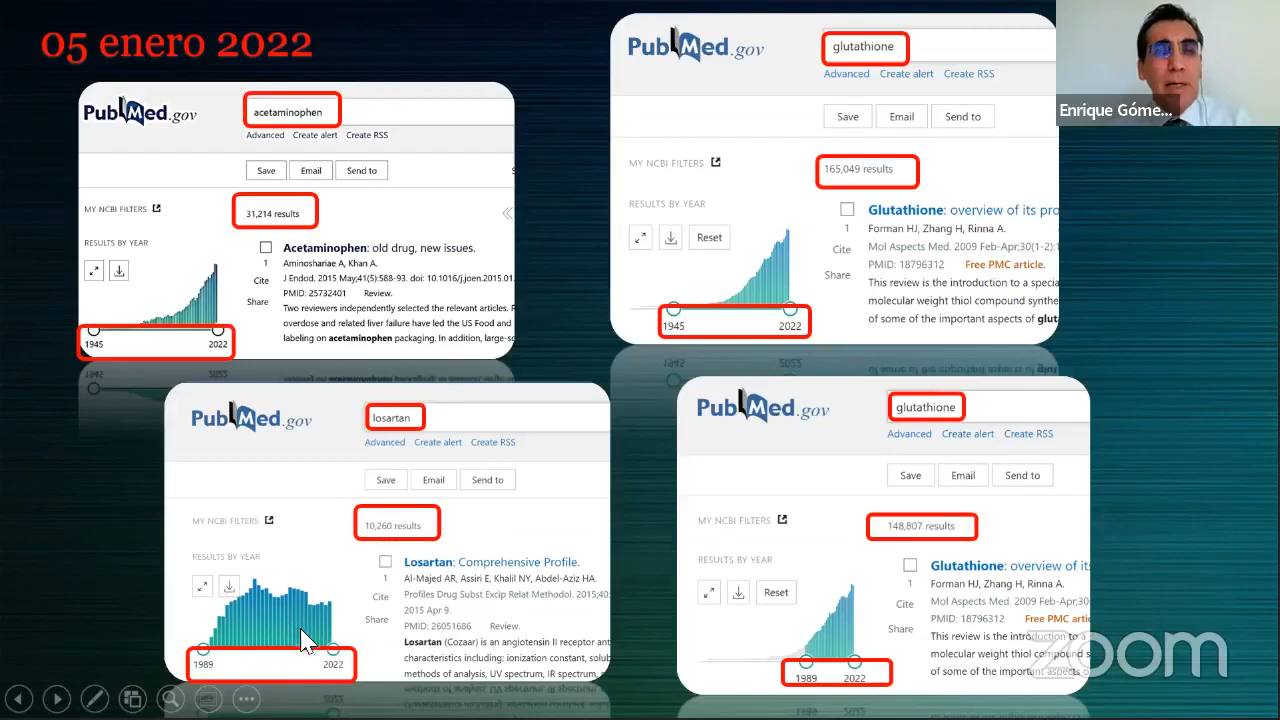 05 enero 2022
PubMed.gov
acetaminophen
Advanced Create alert Create RSS
Save Email Send to
MY NCBI FILTERS
31,214 results
RESULTS BY YEAR
Acetaminophen: old drug, new issues.
1
Aminoshariae A, Khan A.
Cite
J Endod. 2015 May;41(5):588-93. doi: 10.1016/j.joen.2015.01.
PMID: 25732401 Review.
Share
Two reviewers independently selected the relevant articles.
overdose and related liver failure have led the US Food and
labeling on acetaminophen packaging. In addition, large-sc
1945 2022
PubMed.gov
glutathione
Advanced Create alert Create RSS
Save Email Send to
MY NCBI FILTERS
165,049 results
RESULTS BY YEAR
Reset
Glutathione: overview of its pro
1
Forman HJ, Zhang H, Rinna A.
Cite
Mol Aspects Med. 2009 Feb-Apr;30(1-2):1
PMID: 18796312 Free PMC article.
Share
This review is the introduction to a specia
molecular weight thiol compound synthe
of some of the important aspects of glut
1945 2022
Enrique Góme...
PubMed.gov
losartan
Advanced Create alert Create RSS
Save Email Send to
MY NCBI FILTERS
10,260 results
RESULTS BY YEAR
Losartan: Comprehensive Profile.
1
Al-Majed AR, Assiri E, Khalil NY, Abdel-Aziz HA.
Cite
Profiles Drug Subst Excip Relat Methodol. 2015;40:
2015 Apr 9.
Share
PMID: 26051686 Review.
Losartan (Cozaar) is an angiotensin II receptor ant
characteristics including: ionization constant, solub
methods of analysis, UV spectrum, IR spectrum,
1989 2022
PubMed.gov
glutathione
Advanced Create alert Create RSS
Save Email Send to
MY NCBI FILTERS
148,807 results
RESULTS BY YEAR
Reset
Glutathione: overview of its
1
Forman HJ, Zhang H, Rinna A.
Cite
Mol Aspects Med. 2009 Feb-Apr;30
PMID: 18796312 Free PMC arti
Share
This review is the introduction to a
molecular weight thiol compound s
of some of the important aspects o
1989 2022
zoom